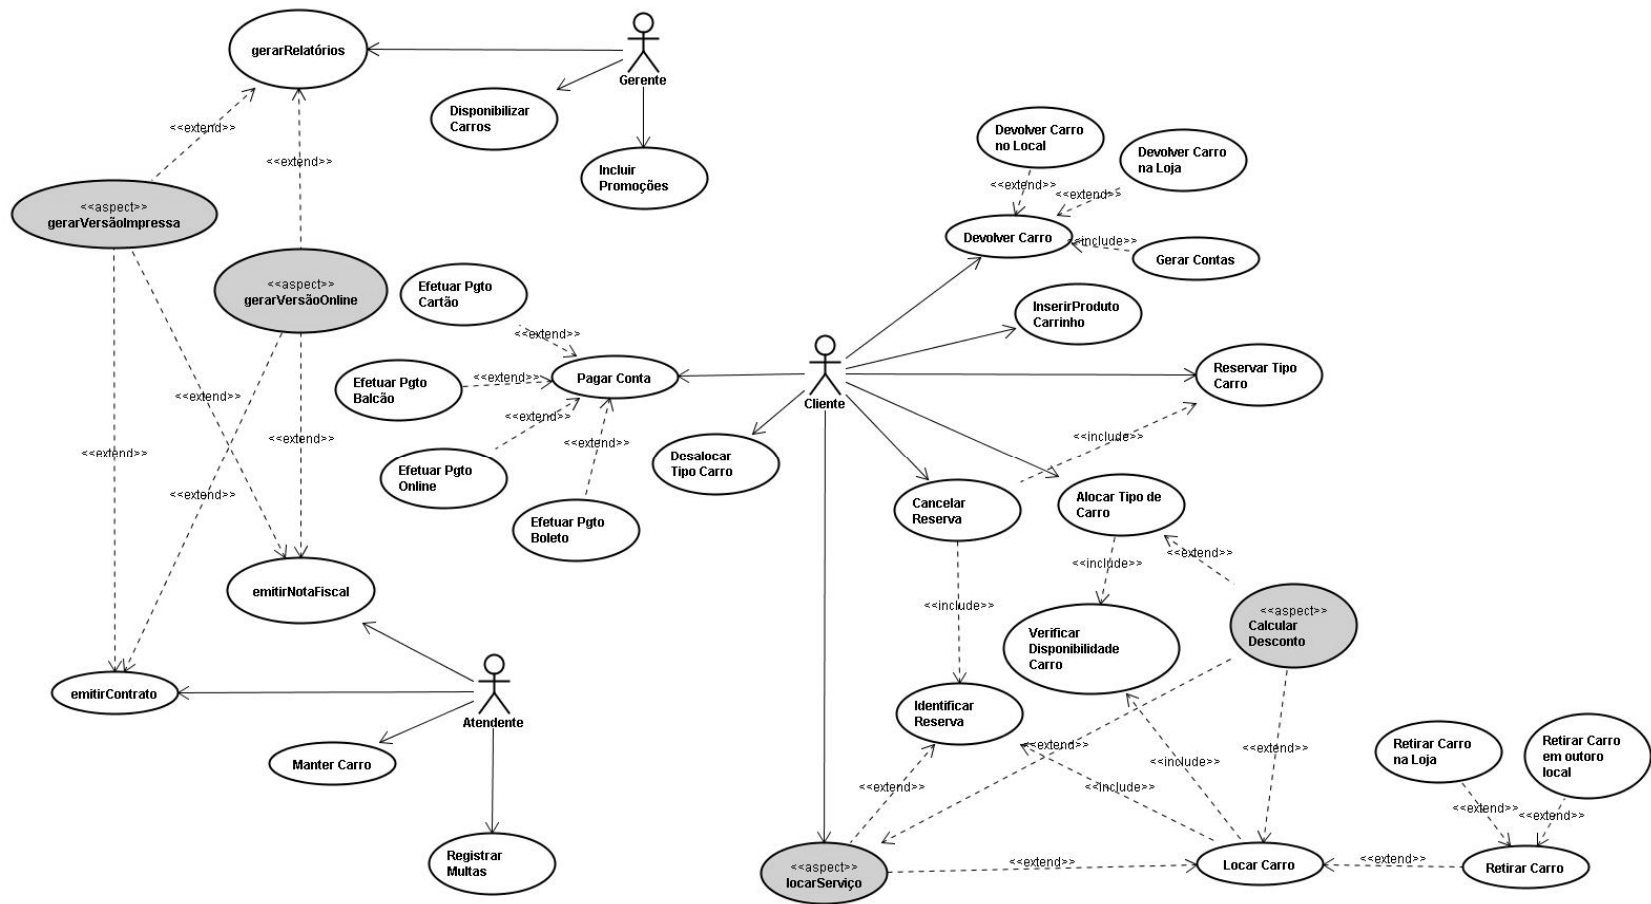 gerarRelatórios
Gerente
Disponibilizar
Carros
Incluir
Promoções
<<extend>>
<<extend>>
<<aspect>>
gerarVersãoImpressa
<<aspect>>
gerarVersãoOnline
Devolver Carro
no Local
Devolver Carro
na Loja
<<extend>>
<<extend>>
Devolver Carro
<<include>>
Gerar Contas
Efetuar Pgto
Cartão
<<extend>>
Efetuar Pgto
Balcão
<<extend>>
Pagar Conta
<<extend>>
<<extend>>
Efetuar Pgto
Online
Efetuar Pgto
Boleto
InserirProduto
Carrinho
Cliente
Reservar Tipo
Carro
Desalocar
Tipo Carro
<<include>>
Cancelar
Reserva
Alocar Tipo de
Carro
<<extend>>
<<extend>>
<<extend>>
<<extend>>
<<include>>
<<extend>>
<<include>>
<<aspect>>
Calcular
Desconto
Verificar
Disponibilidade
Carro
emitirNotaFiscal
emitirContrato
Atendente
Manter Carro
Registrar
Multas
Identificar
Reserva
<<extend>>
<<extend>>
<<include>>
<<extend>>
<<include>>
Retirar Carro
na Loja
Retirar Carro
em outoro
local
<<extend>>
<<extend>>
<<aspect>>
locarServiço
<<extend>>
Locar Carro
<<extend>>
Retirar Carro